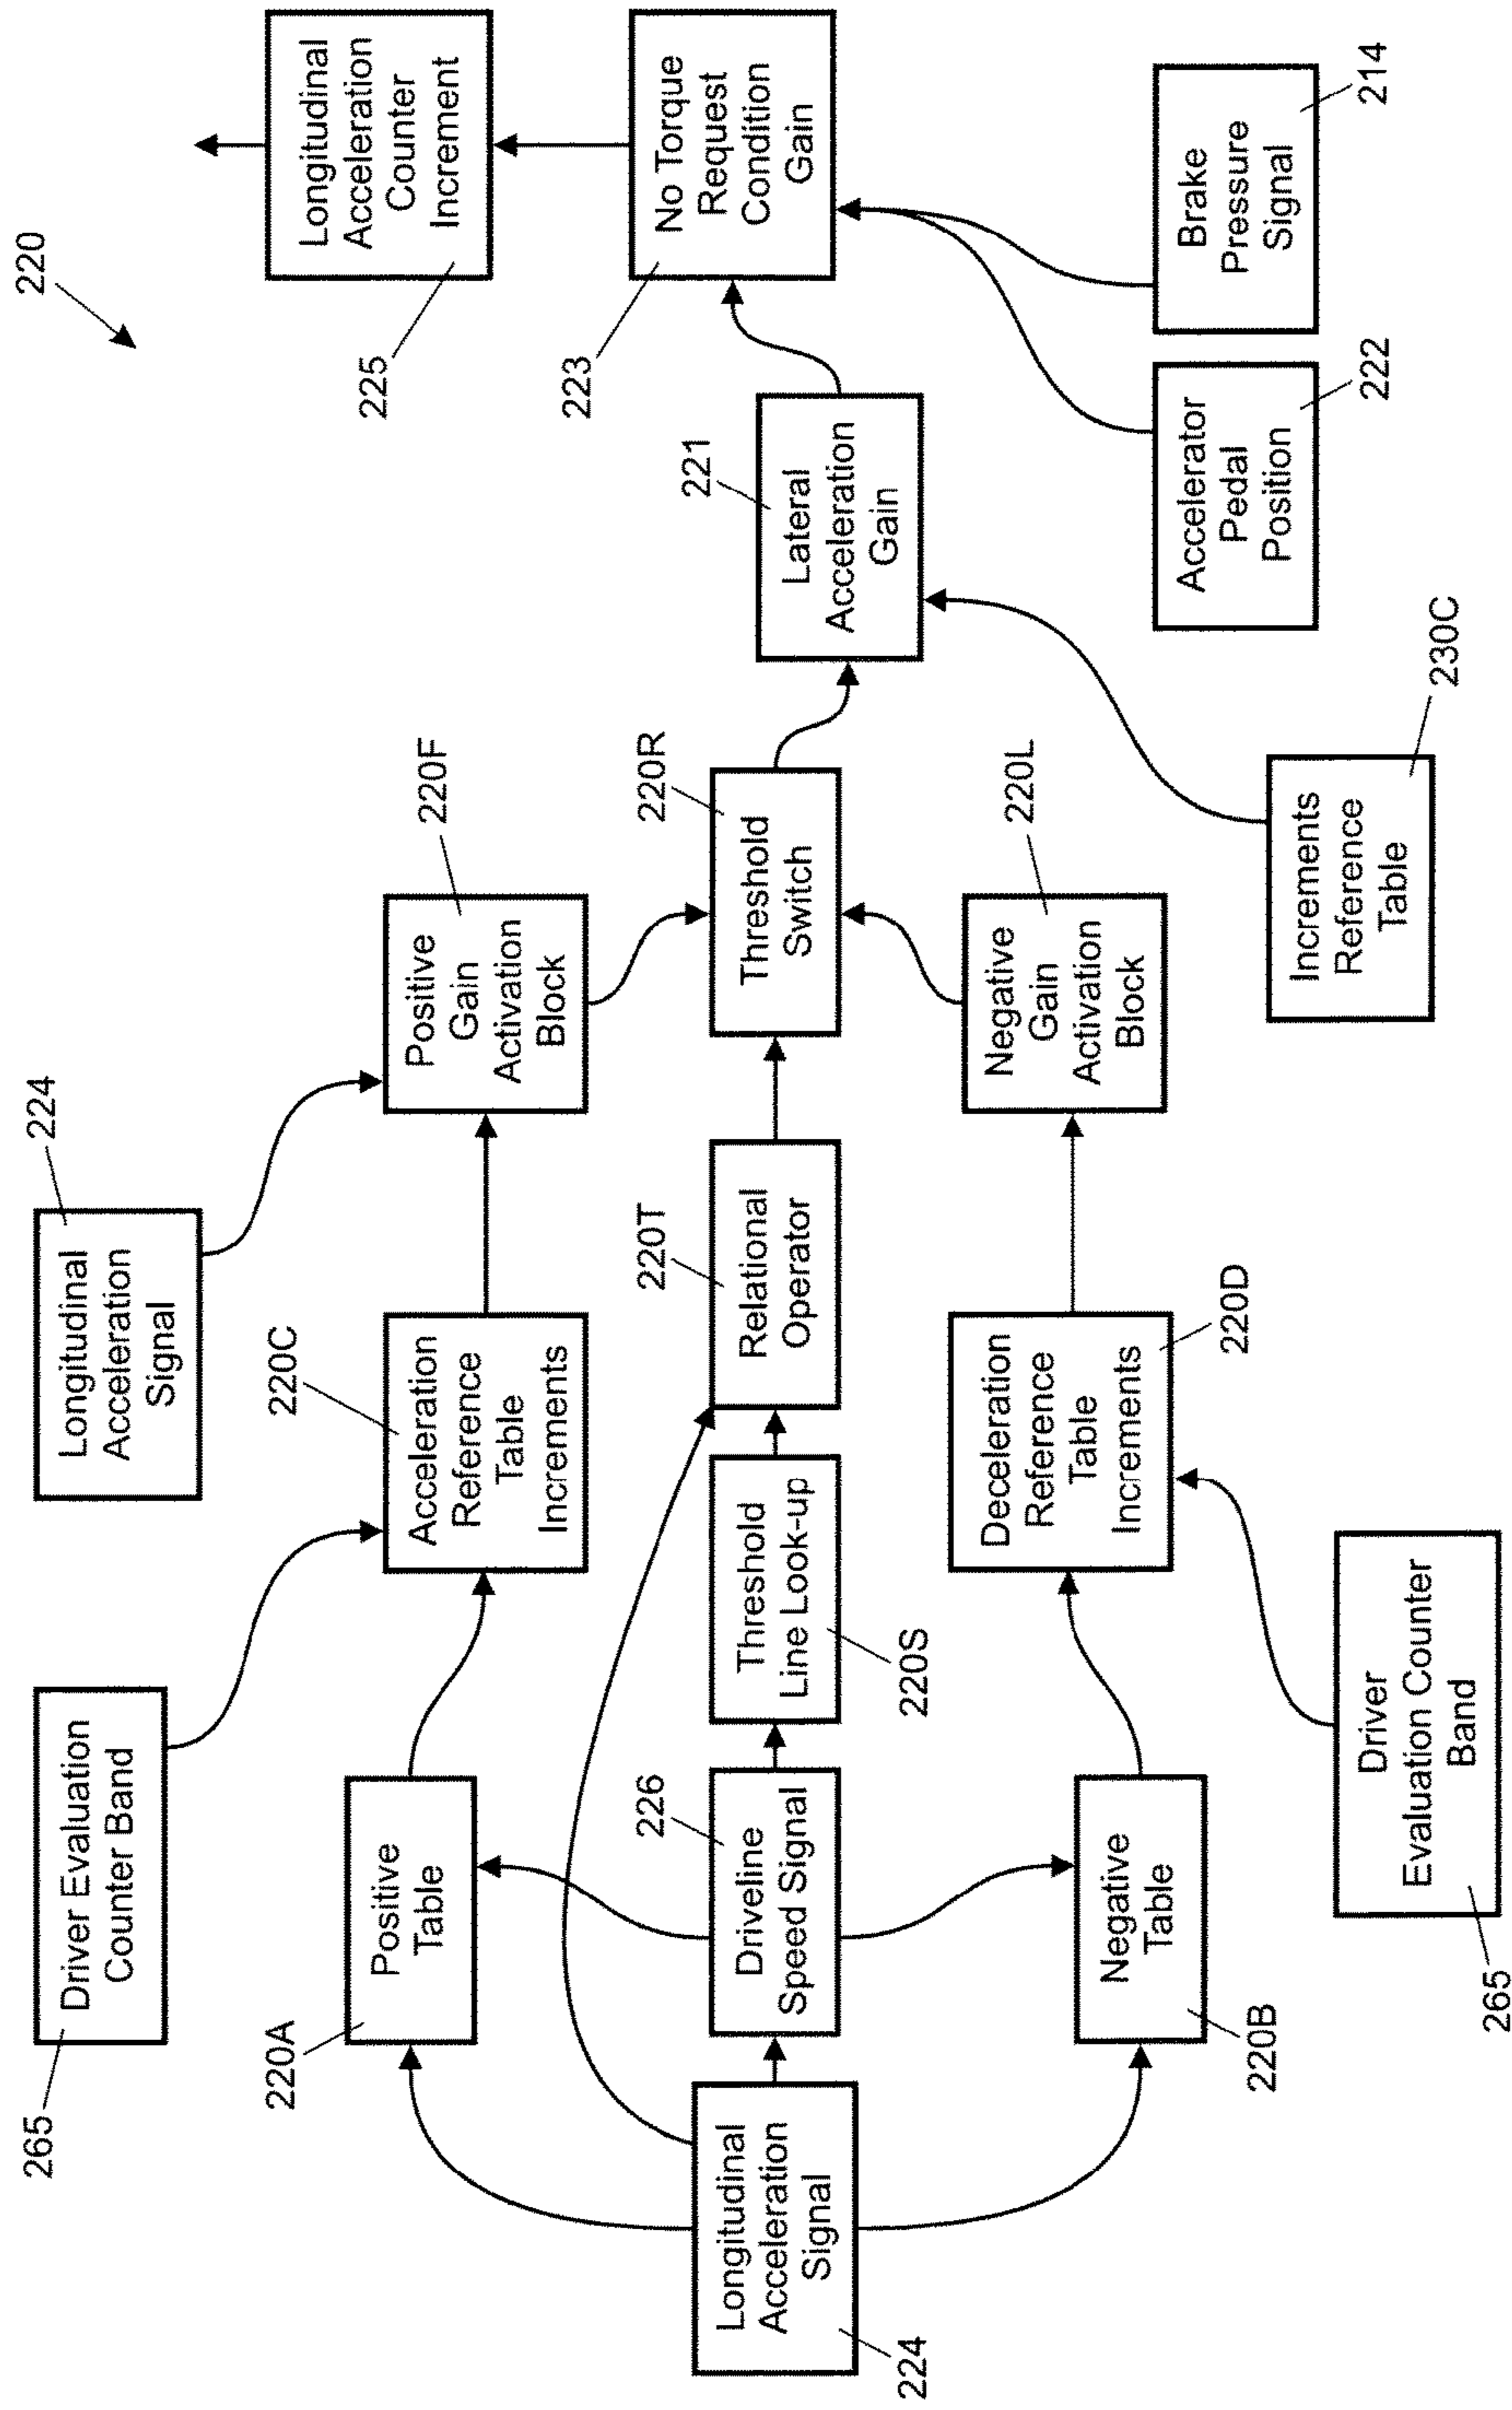 220
265
Driver Evaluation
Counter Band
224
Longitudinal
Acceleration
Signal
220A
Positive
Table
220C
Acceleration
Reference
Table
Increments
220F
Positive
Gain
Activation
Block
225
Longitudinal
Acceleration
Counter
Increment
224
Longitudinal
Acceleration
Signal
226
Driveline
Speed Signal
220S
Threshold
Line Look-up
220T
Relational
Operator
220R
Threshold
Switch
221
Lateral
Acceleration
Gain
223
No Torque
Request
Condition
Gain
220B
Negative
Table
220D
Deceleration
Reference
Table
Increments
220L
Negative
Gain
Activation
Block
222
Accelerator
Pedal
Position
214
Brake
Pressure
Signal
265
Driver
Evaluation Counter
Band
230C
Increments
Reference
Table